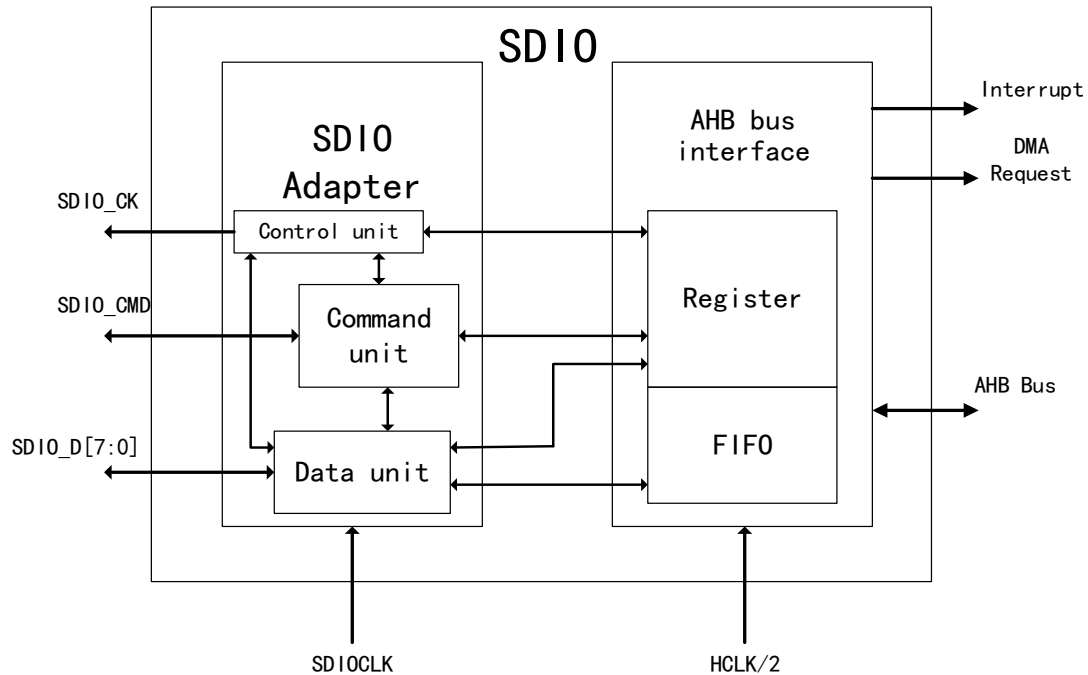 SDIO
SDIO
Adapter
AHB bus
interface
Interrupt
DMA
Request
SDIO_CK
Control unit
SDIO_CMD
Command
unit
Register
AHB Bus
SDIO_D[7:0]
Data unit
FIFO
SDIOCLK
HCLK/2